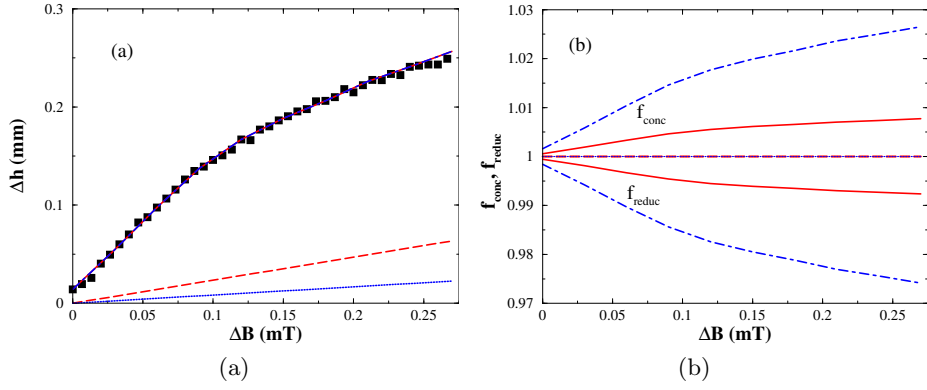 (a)
0.3
0.2
0.1
0
Δh (mm)
0
0.05
0.1
0.15
0.2
0.25
ΔB (mT)
(a)
(b)
1.03
1.02
1.01
1
0.99
0.98
0.97
f_conc, f_reduc
f_conc
f_reduc
0
0.05
0.1
0.15
0.2
0.25
ΔB (mT)
(b)